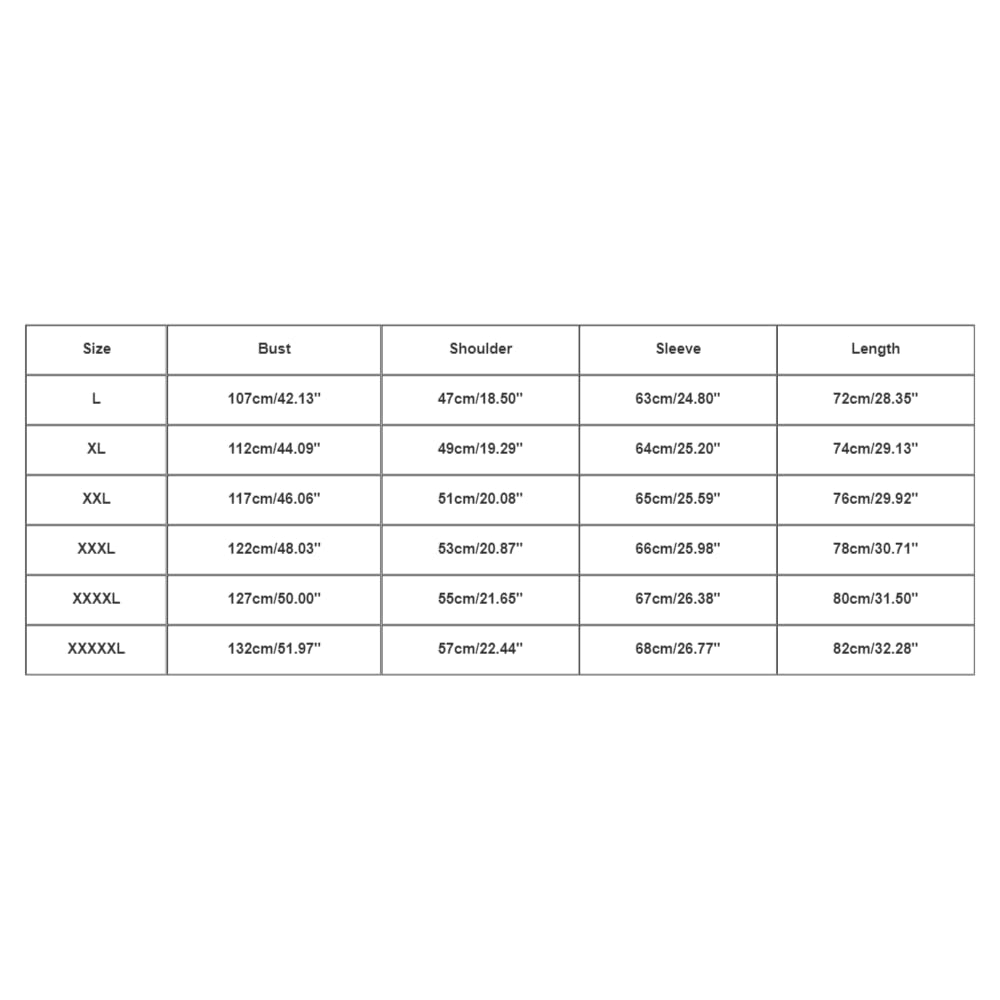 Size Bust Shoulder Sleeve Length
L 107cm/42.13" 47cm/18.50" 63cm/24.80" 72cm/28.35"
XL 112cm/44.09" 49cm/19.29" 64cm/25.20" 74cm/29.13"
XXL 117cm/46.06" 51cm/20.08" 65cm/25.59" 76cm/29.92"
XXXL 122cm/48.03" 53cm/20.87" 66cm/25.98" 78cm/30.71"
XXXXL 127cm/50.00" 55cm/21.65" 67cm/26.38" 80cm/31.50"
XXXXXL 132cm/51.97" 57cm/22.44" 68cm/26.77" 82cm/32.28"